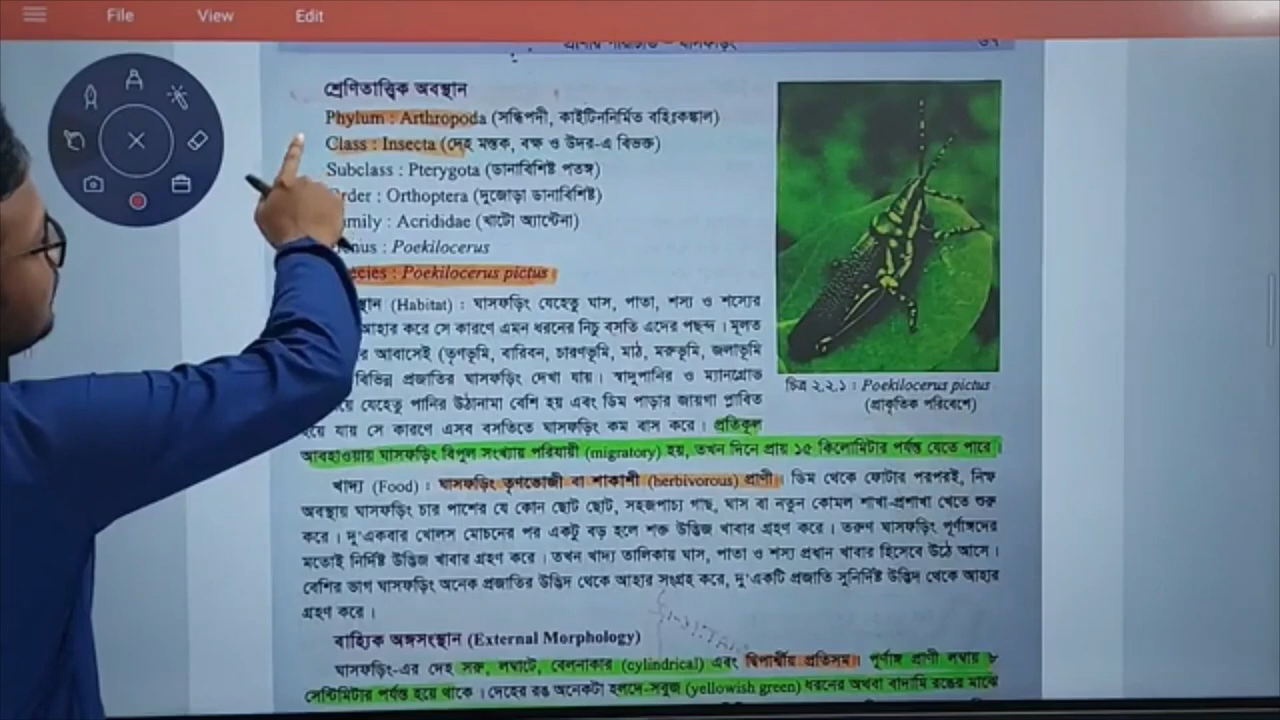 File View Edit
প্রাণীর পরিচিতি – ঘাসফড়িং ৬৭
শ্রেণিতাত্ত্বিক অবস্থান
Phylum : Arthropoda (সন্ধিপদী, কাইটিননির্মিত বহিঃকঙ্কাল)
Class : Insecta (দেহ মস্তক, বক্ষ ও উদর-এ বিভক্ত)
Subclass : Pterygota (ডানাবিশিষ্ট পতঙ্গ)
Order : Orthoptera (দুজোড়া ডানাবিশিষ্ট)
Family : Acrididae (খাটো অ্যান্টেনা)
Genus : Poekilocerus
Species : Poekilocerus pictus
(Habitat) : ঘাসফড়িং যেহেতু ঘাস, পাতা, শস্য ও শস্যের
আহার করে সে কারণে এমন ধরনের নিচু বসতি এদের পছন্দ । মূলত
আবাসেই (তৃণভূমি, বারিবন, চারণভূমি, মাঠ, মরুভূমি, জলাভূমি
বিভিন্ন প্রজাতির ঘাসফড়িং দেখা যায়। স্বাদুপানির ও ম্যানগ্রোভ
যেহেতু পানির উঠানামা বেশি হয় এবং ডিম পাড়ার জায়গা প্লাবিত
হয়ে যায় সে কারণে এসব বসতিতে ঘাসফড়িং কম বাস করে । প্রতিকূল
আবহাওয়ায় ঘাসফড়িং বিপুল সংখ্যায় পরিযায়ী (migratory) হয়, তখন দিনে প্রায় ১৫ কিলোমিটার পর্যন্ত যেতে পারে ।
চিত্র ২.২.১ : Poekilocerus pictus
(প্রাকৃতিক পরিবেশে)
খাদ্য (Food) : ঘাসফড়িং তৃণভোজী বা শাকাশী (herbivorous) প্রাণী। ডিম থেকে ফোটার পরপরই, নিম্ফ
অবস্থায় ঘাসফড়িং চার পাশের যে কোন ছোট ছোট, সহজপাচ্য গাছ, ঘাস বা নতুন কোমল শাখা-প্রশাখা খেতে শুরু
করে । দু'একবার খোলস মোচনের পর একটু বড় হলে শক্ত উদ্ভিজ খাবার গ্রহণ করে । তরুণ ঘাসফড়িং পূর্ণাঙ্গদের
মতোই নির্দিষ্ট উদ্ভিজ খাবার গ্রহণ করে । তখন খাদ্য তালিকায় ঘাস, পাতা ও শস্য প্রধান খাবার হিসেবে উঠে আসে ।
বেশির ভাগ ঘাসফড়িং অনেক প্রজাতির উদ্ভিদ থেকে আহার সংগ্রহ করে, দু'একটি প্রজাতি সুনির্দিষ্ট উদ্ভিদ থেকে আহার
গ্রহণ করে ।
বাহ্যিক অঙ্গসংস্থান (External Morphology)
ঘাসফড়িং-এর দেহ সরু, লম্বাটে, বেলনাকার (cylindrical) এবং দ্বিপার্শ্বীয় প্রতিসম । পূর্ণাঙ্গ প্রাণী লম্বায় ৮
সেন্টিমিটার পর্যন্ত হয়ে থাকে । দেহের রঙ অনেকটা হলদে-সবুজ (yellowish green) ধরনের অথবা বাদামি রঙের মাঝে